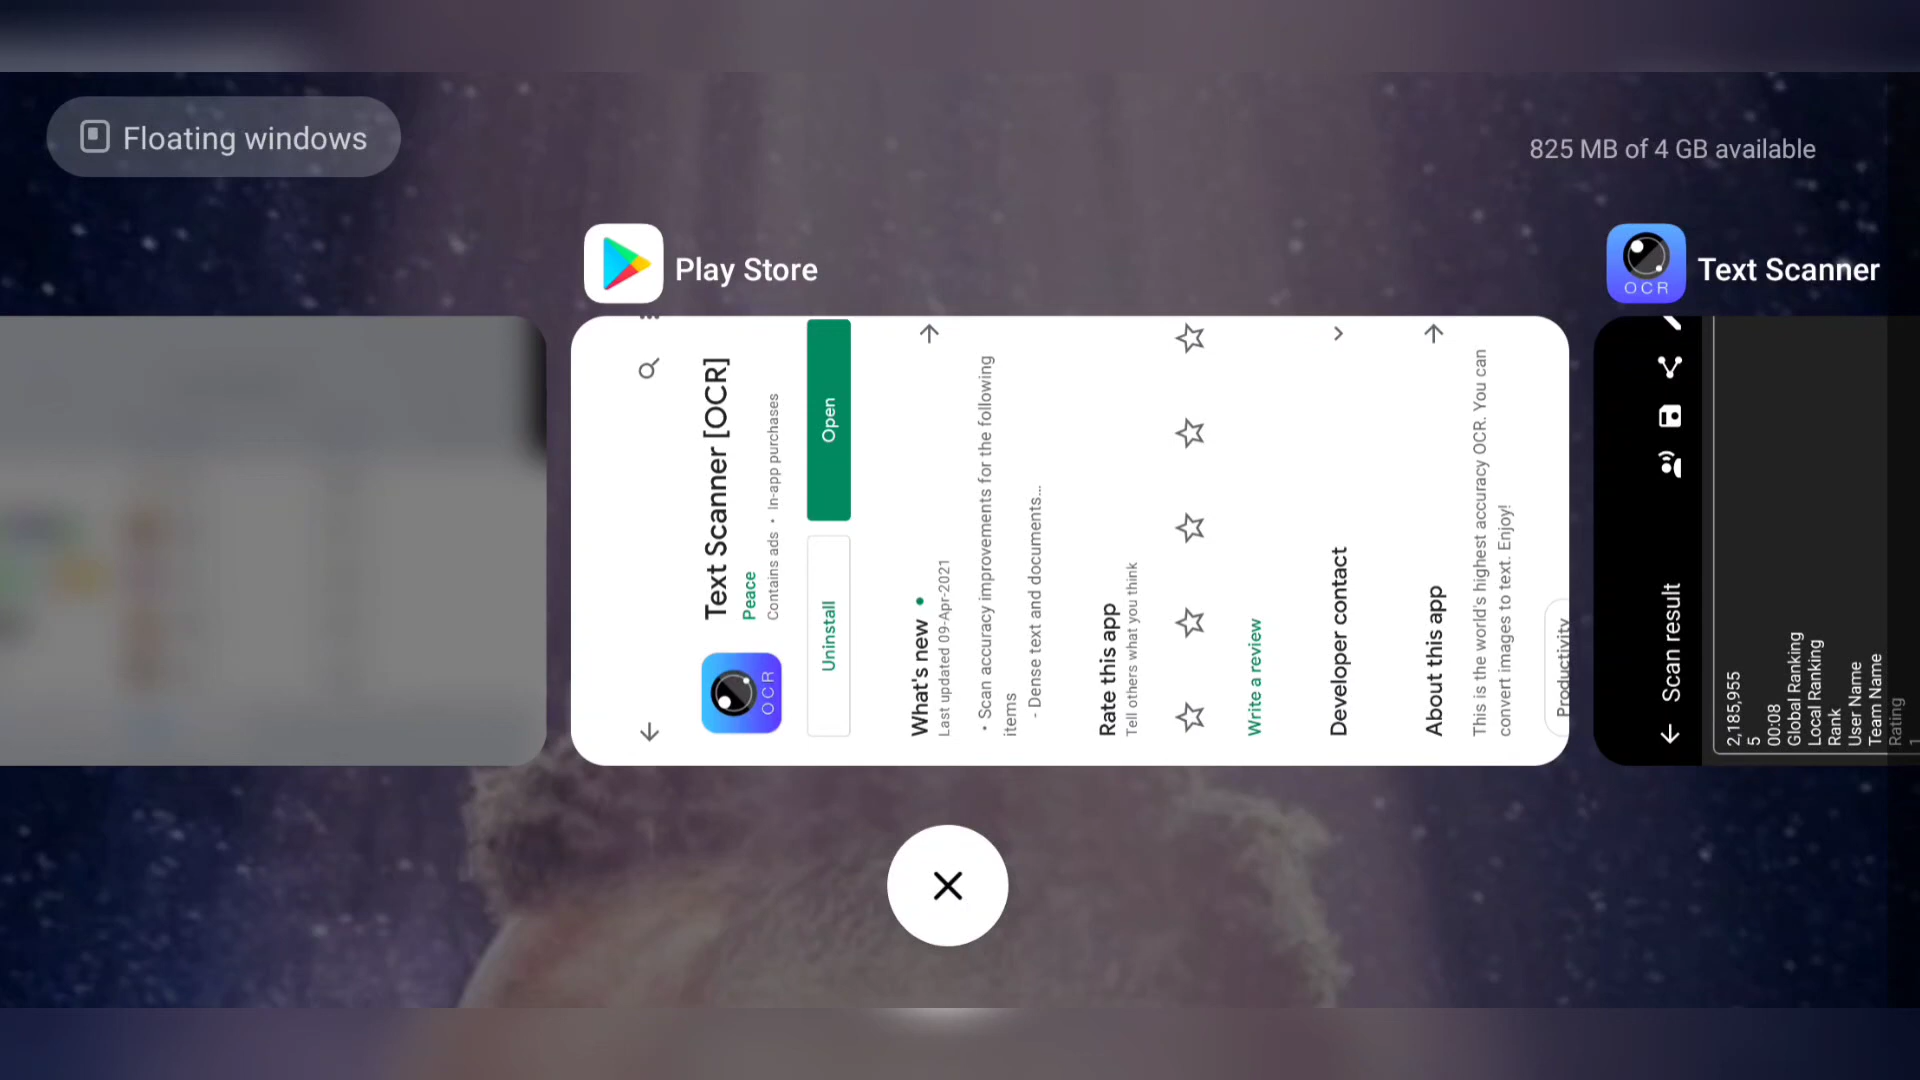 Floating windows
825 MB of 4 GB available
Play Store
Text Scanner [OCR]
Peace
Contains ads • In-app purchases
OCR
Uninstall
Open
What's new •
Last updated 09-Apr-2021
• Scan accuracy improvements for the following
items
- Dense text and documents...
Rate this app
Tell others what you think
Write a review
Developer contact
About this app
This is the world's highest accuracy OCR. You can
convert images to text. Enjoy!
Productivity
OCR
Text Scanner
Scan result
2,185,955
5
00:08
Global Ranking
Local Ranking
Rank
User Name
Team Name
Rating
1